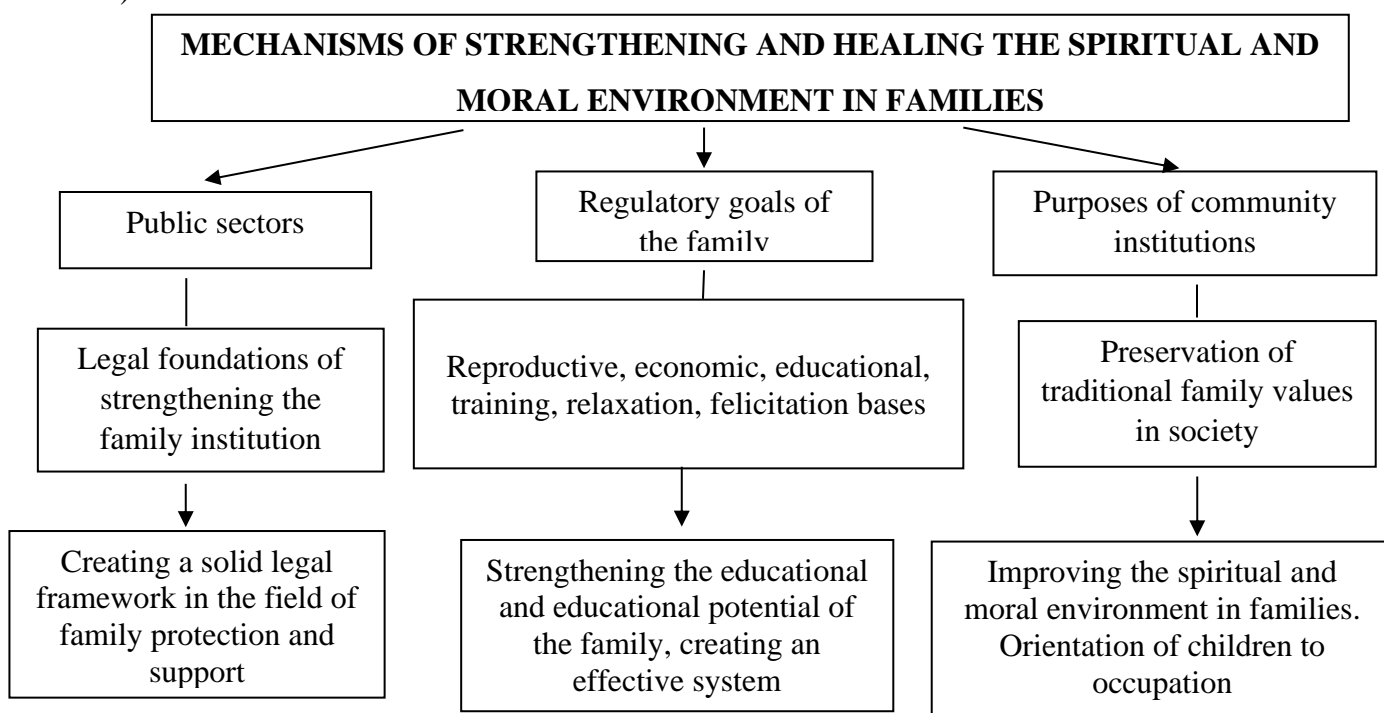 )
MECHANISMS OF STRENGTHENING AND HEALING THE SPIRITUAL AND
MORAL ENVIRONMENT IN FAMILIES
Public sectors
Regulatory goals of
the family
Purposes of community
institutions
Legal foundations of
strengthening the
family institution
Reproductive, economic, educational,
training, relaxation, felicitation bases
Preservation of
traditional family values
in society
Creating a solid legal
framework in the field of
family protection and
support
Strengthening the educational
and educational potential of
the family, creating an
effective system
Improving the spiritual and
moral environment in families.
Orientation of children to
occupation